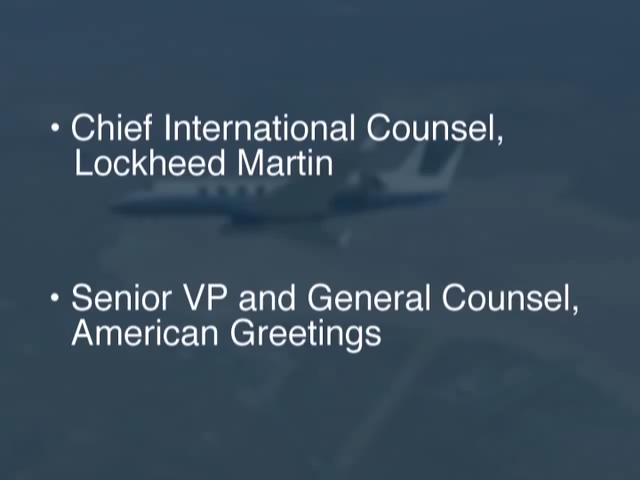 • Chief International Counsel,
Lockheed Martin
• Senior VP and General Counsel,
American Greetings